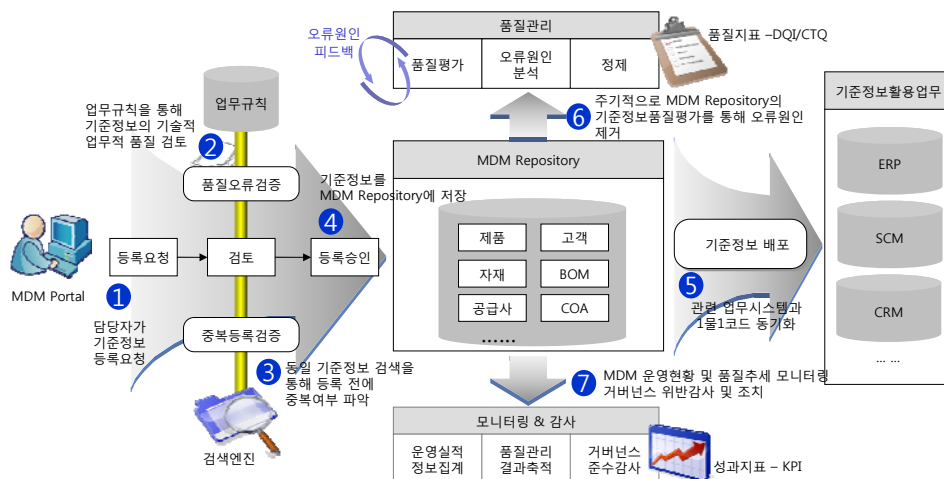 품질관리
오류원인
피드백
품질평가
오류원인
분석
정제
품질지표 –DQI/CTQ
업무규칙
업무규칙을 통해
기준정보의 기술적
업무적 품질 검토
2
6
주기적으로 MDM Repository의
기준정보품질평가를 통해 오류원인
제거
기준정보활용업무
MDM Repository
품질오류검증
기준정보를
MDM Repository에 저장
4
ERP
등록요청
검토
등록승인
제품
고객
자재
BOM
공급사
COA
......
기준정보 배포
SCM
MDM Portal
1
담당자가
기준정보
등록요청
5
관련 업무시스템과
1물1코드 동기화
CRM
... ...
중복등록검증
3
동일 기준정보 검색을
통해 등록 전에
중복여부 파악
검색엔진
7
MDM 운영현황 및 품질추세 모니터링
거버넌스 위반감사 및 조치
모니터링 & 감사
운영실적
정보집계
품질관리
결과축적
거버넌스
준수감사
성과지표 – KPI